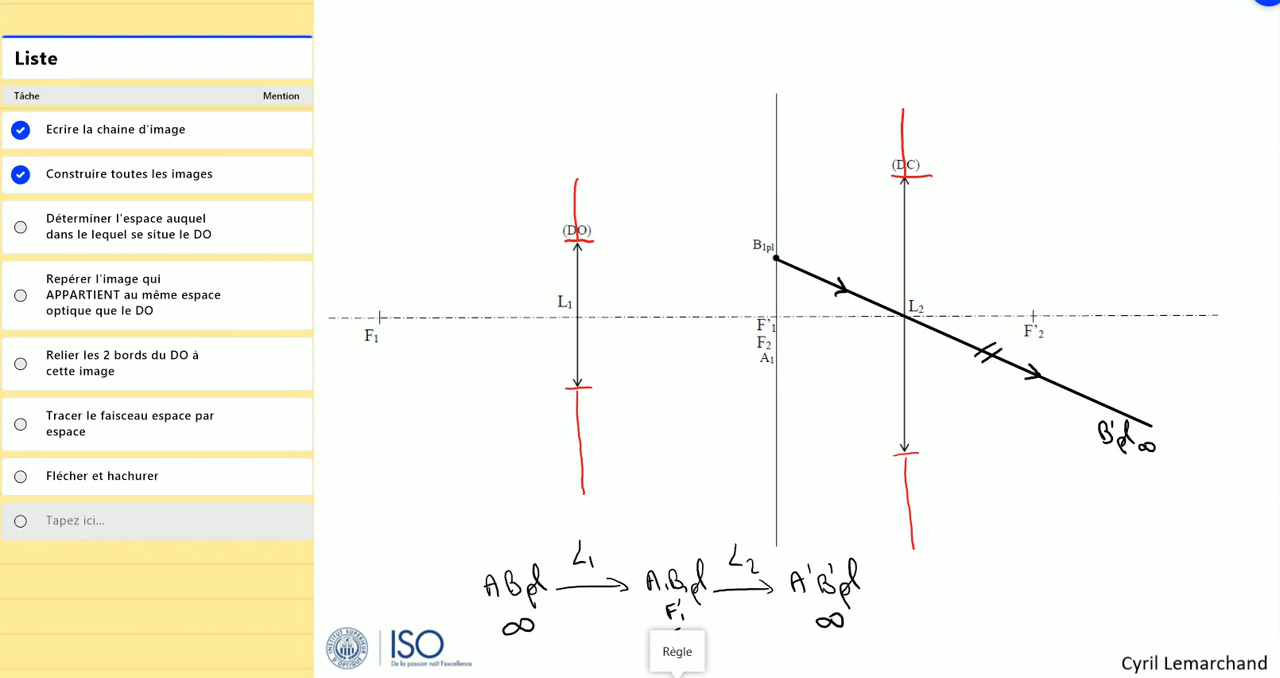 Liste
Tâche Mention
Ecrire la chaine d'image
Construire toutes les images
Déterminer l'espace auquel
dans le lequel se situe le DO
Repérer l'image qui
APPARTIENT au même espace
optique que le DO
Relier les 2 bords du DO à
cette image
Tracer le faisceau espace par
espace
Flécher et hachurer
Tapez ici...
(DC)
(DO)
B1pl
L1
L2
F1
F'1
F2
A1
F'2
B'pl∞
L1 L2
ABpl A1B1pl A'B'pl
∞ F'1 ∞
INSTITUT SUPÉRIEUR D'OPTIQUE
ISO
De la passion naît l'excellence
Règle
Cyril Lemarchand